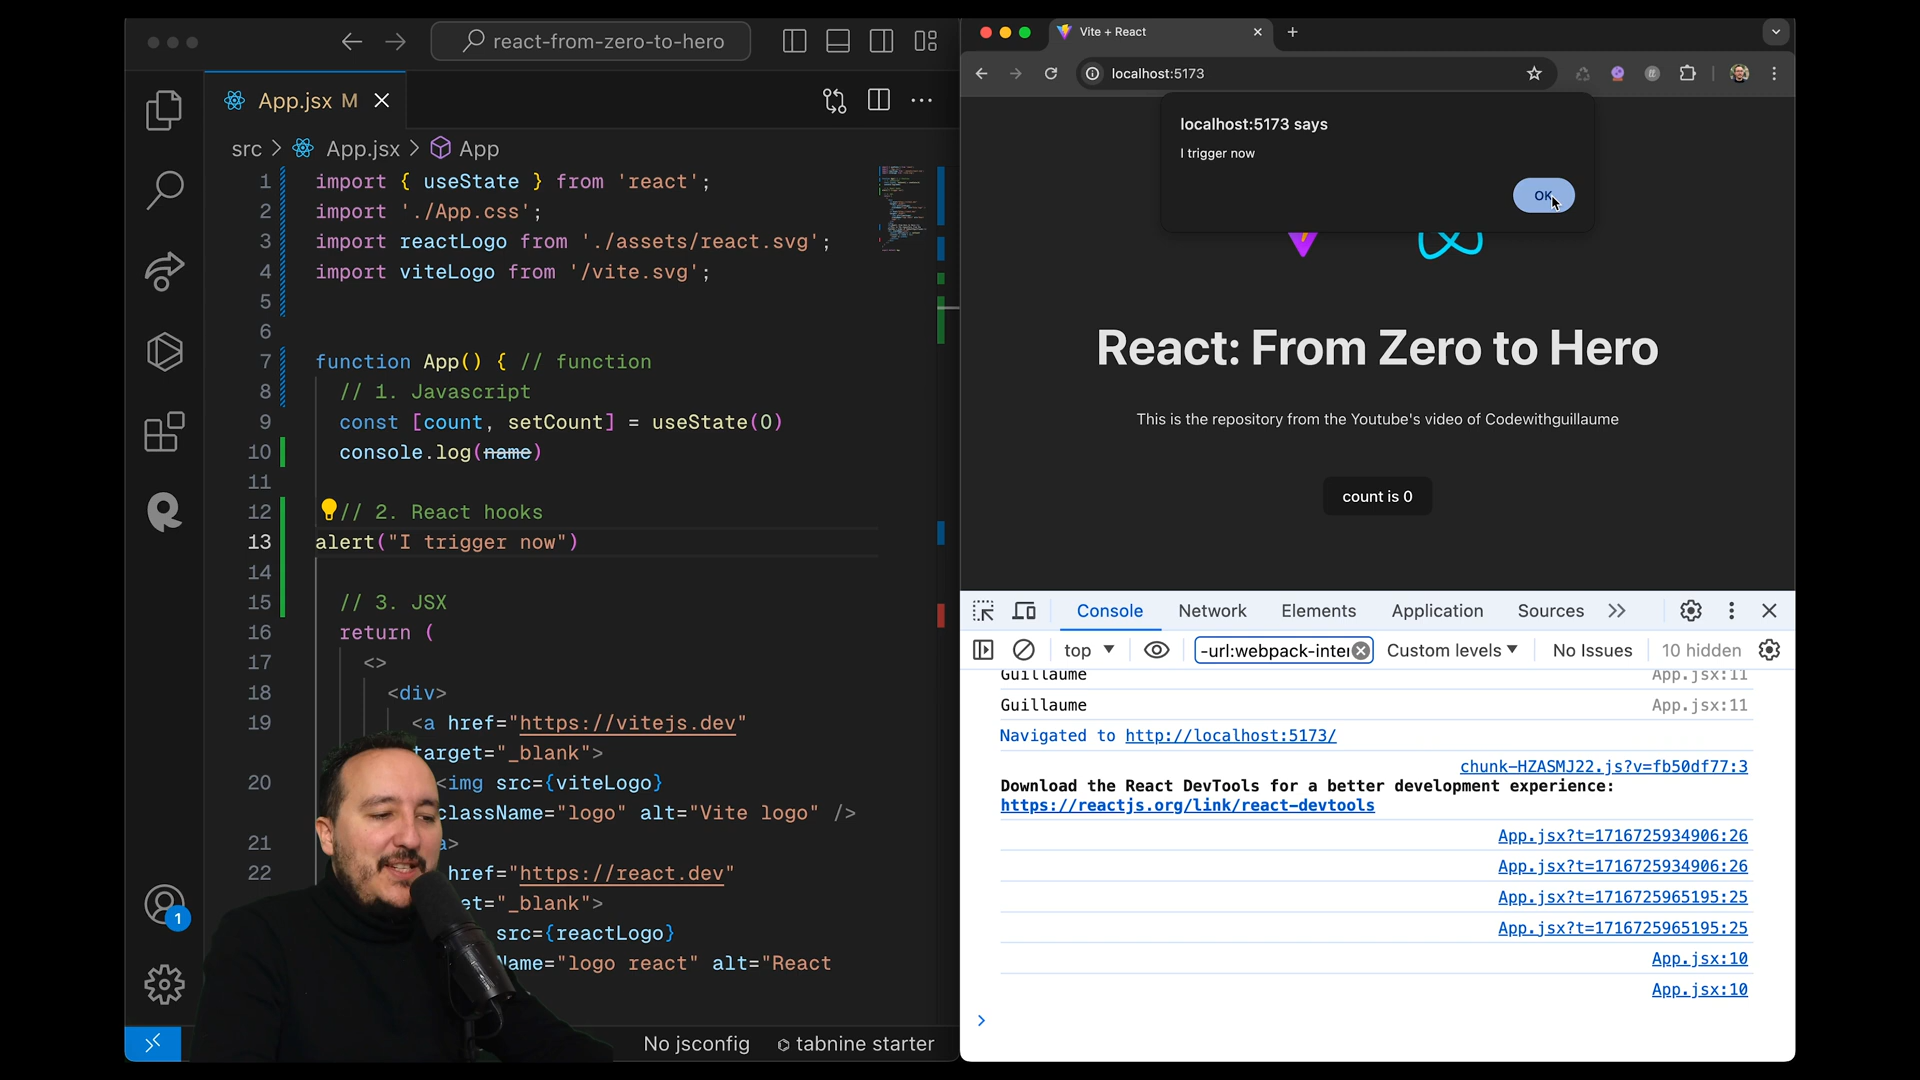 react-from-zero-to-hero
App.jsx M
src > App.jsx > App
1 import { useState } from 'react';
2 import './App.css';
3 import reactLogo from './assets/react.svg';
4 import viteLogo from '/vite.svg';
5
6
7 function App() { // function
8 // 1. Javascript
9 const [count, setCount] = useState(0)
10 console.log(name)
11
12 // 2. React hooks
13 alert("I trigger now")
14
15 // 3. JSX
16 return (
17 <>
18 <div>
19 <a href="https://vitejs.dev"
target="_blank">
20 <img src={viteLogo}
className="logo" alt="Vite logo" />
21 a>
22 href="https://react.dev"
et="_blank">
src={reactLogo}
Name="logo react" alt="React
1
No jsconfig
tabnine starter
Vite + React
localhost:5173
localhost:5173 says
I trigger now
OK
React: From Zero to Hero
This is the repository from the Youtube's video of Codewithguillaume
count is 0
Console Network Elements Application Sources
top
-url:webpack-inter
Custom levels
No Issues
10 hidden
Guillaume App.jsx:11
Guillaume App.jsx:11
Navigated to http://localhost:5173/
chunk-HZASMJ22.js?v=fb50df77:3
Download the React DevTools for a better development experience:
https://reactjs.org/link/react-devtools
App.jsx?t=1716725934906:26
App.jsx?t=1716725934906:26
App.jsx?t=1716725965195:25
App.jsx?t=1716725965195:25
App.jsx:10
App.jsx:10
>